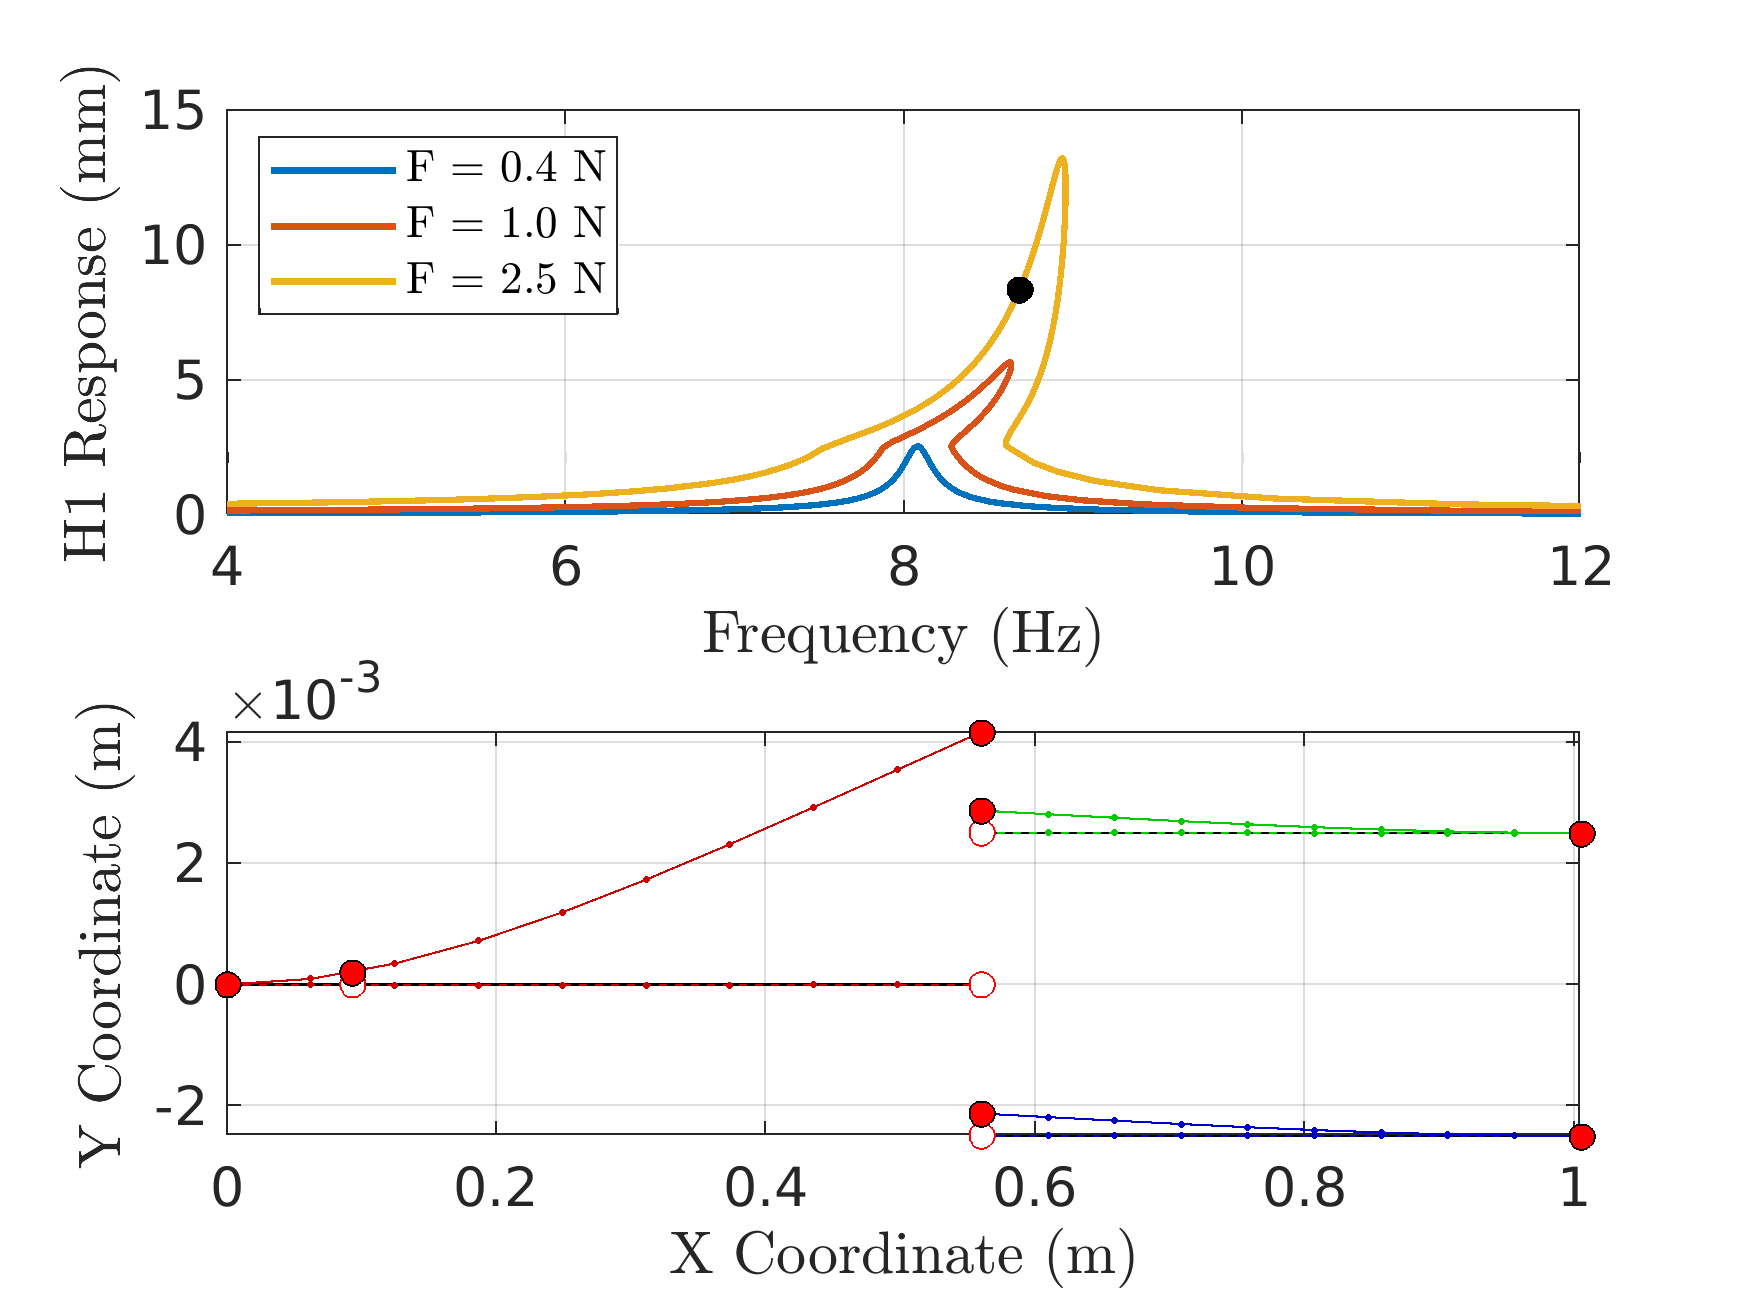 H1 Response (mm)
15
10
5
0
F = 0.4 N
F = 1.0 N
F = 2.5 N
4 6 8 10 12
Frequency (Hz)
×10-3
Y Coordinate (m)
4
2
0
-2
0 0.2 0.4 0.6 0.8 1
X Coordinate (m)